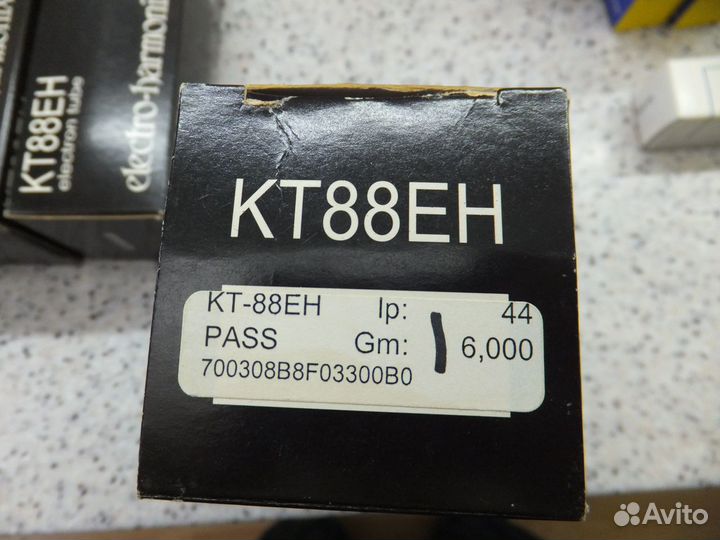 KT88EH
electron tube
electro-harmonix
KT88EH
KT-88EH Ip: 44
PASS Gm: 6,000
700308B8F03300B0
Avito